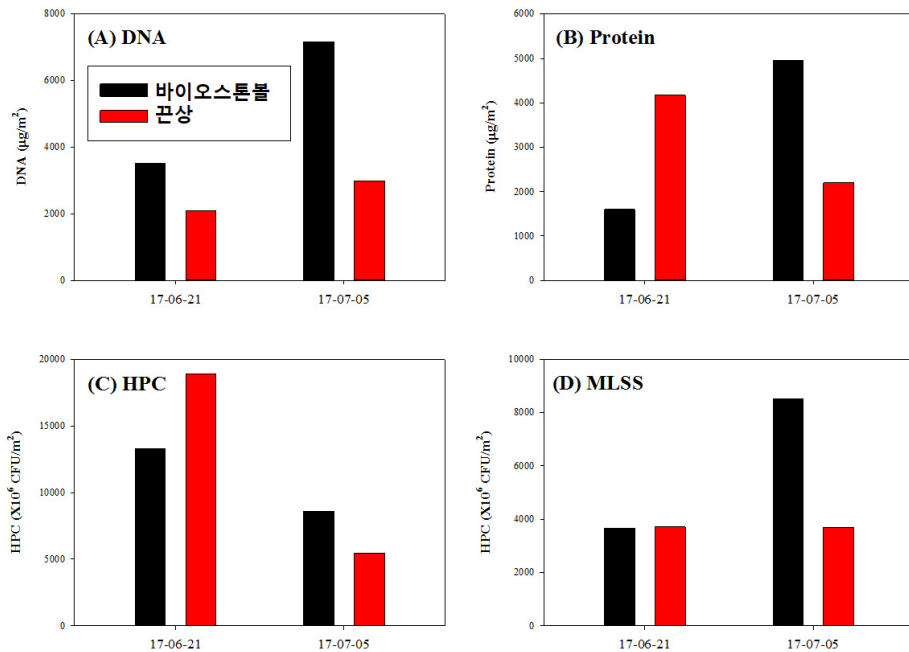 (A) DNA
바이오스톤볼
끈상
DNA (μg/m²)
8000
6000
4000
2000
0
17-06-21 17-07-05
(B) Protein
Protein (μg/m²)
6000
5000
4000
3000
2000
1000
0
17-06-21 17-07-05
(C) HPC
HPC (X10⁶ CFU/m²)
20000
15000
10000
5000
0
17-06-21 17-07-05
(D) MLSS
HPC (X10⁶ CFU/m²)
10000
8000
6000
4000
2000
0
17-06-21 17-07-05